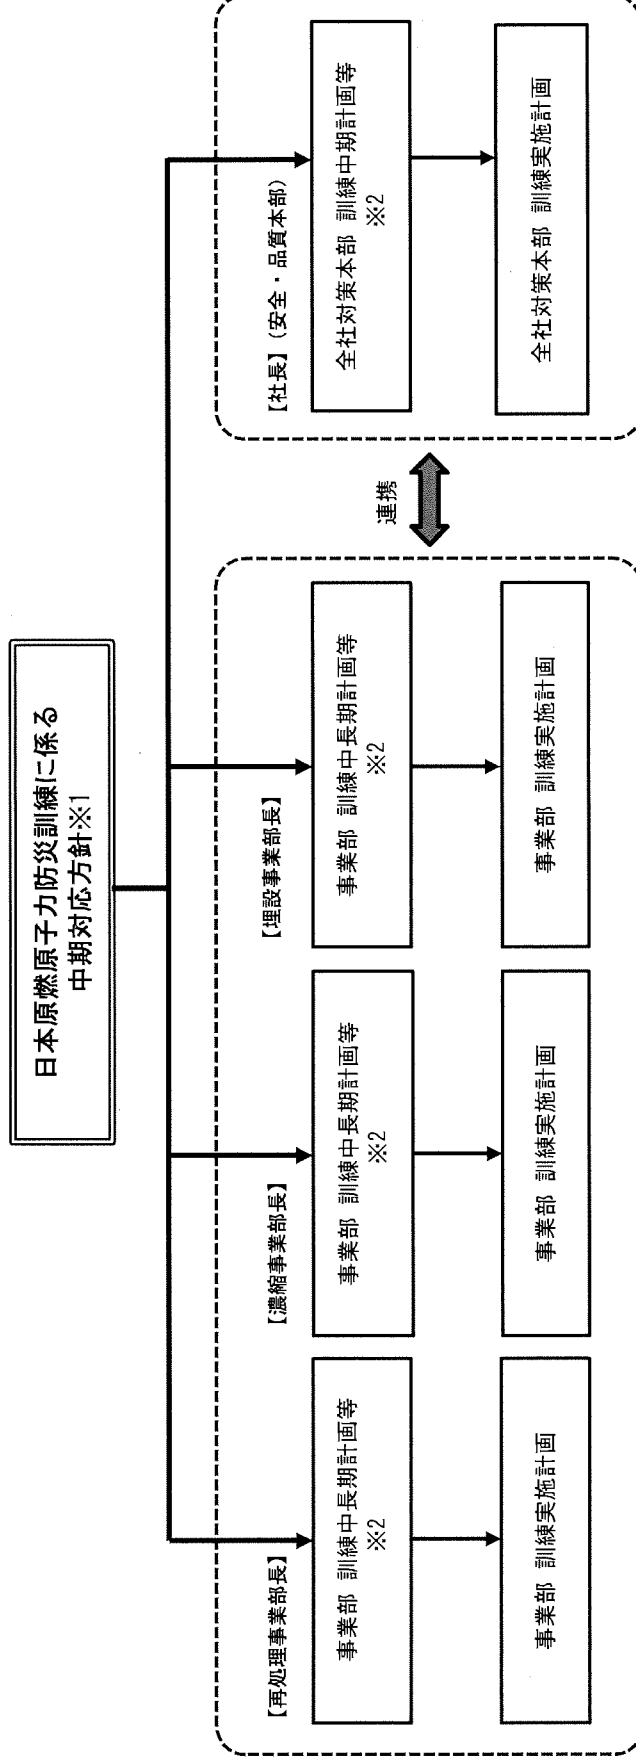 日本原燃原子力防災訓練に係る
中期対応方針※1
【再処理事業部長】
事業部 訓練中長期計画等
※2
事業部 訓練実施計画
【濃縮事業部長】
事業部 訓練中長期計画等
※2
事業部 訓練実施計画
【埋設事業部長】
事業部 訓練中長期計画等
※2
事業部 訓練実施計画
連携
【社長】（安全・品質本部）
全社対策本部 訓練中期計画等
※2
全社対策本部 訓練実施計画